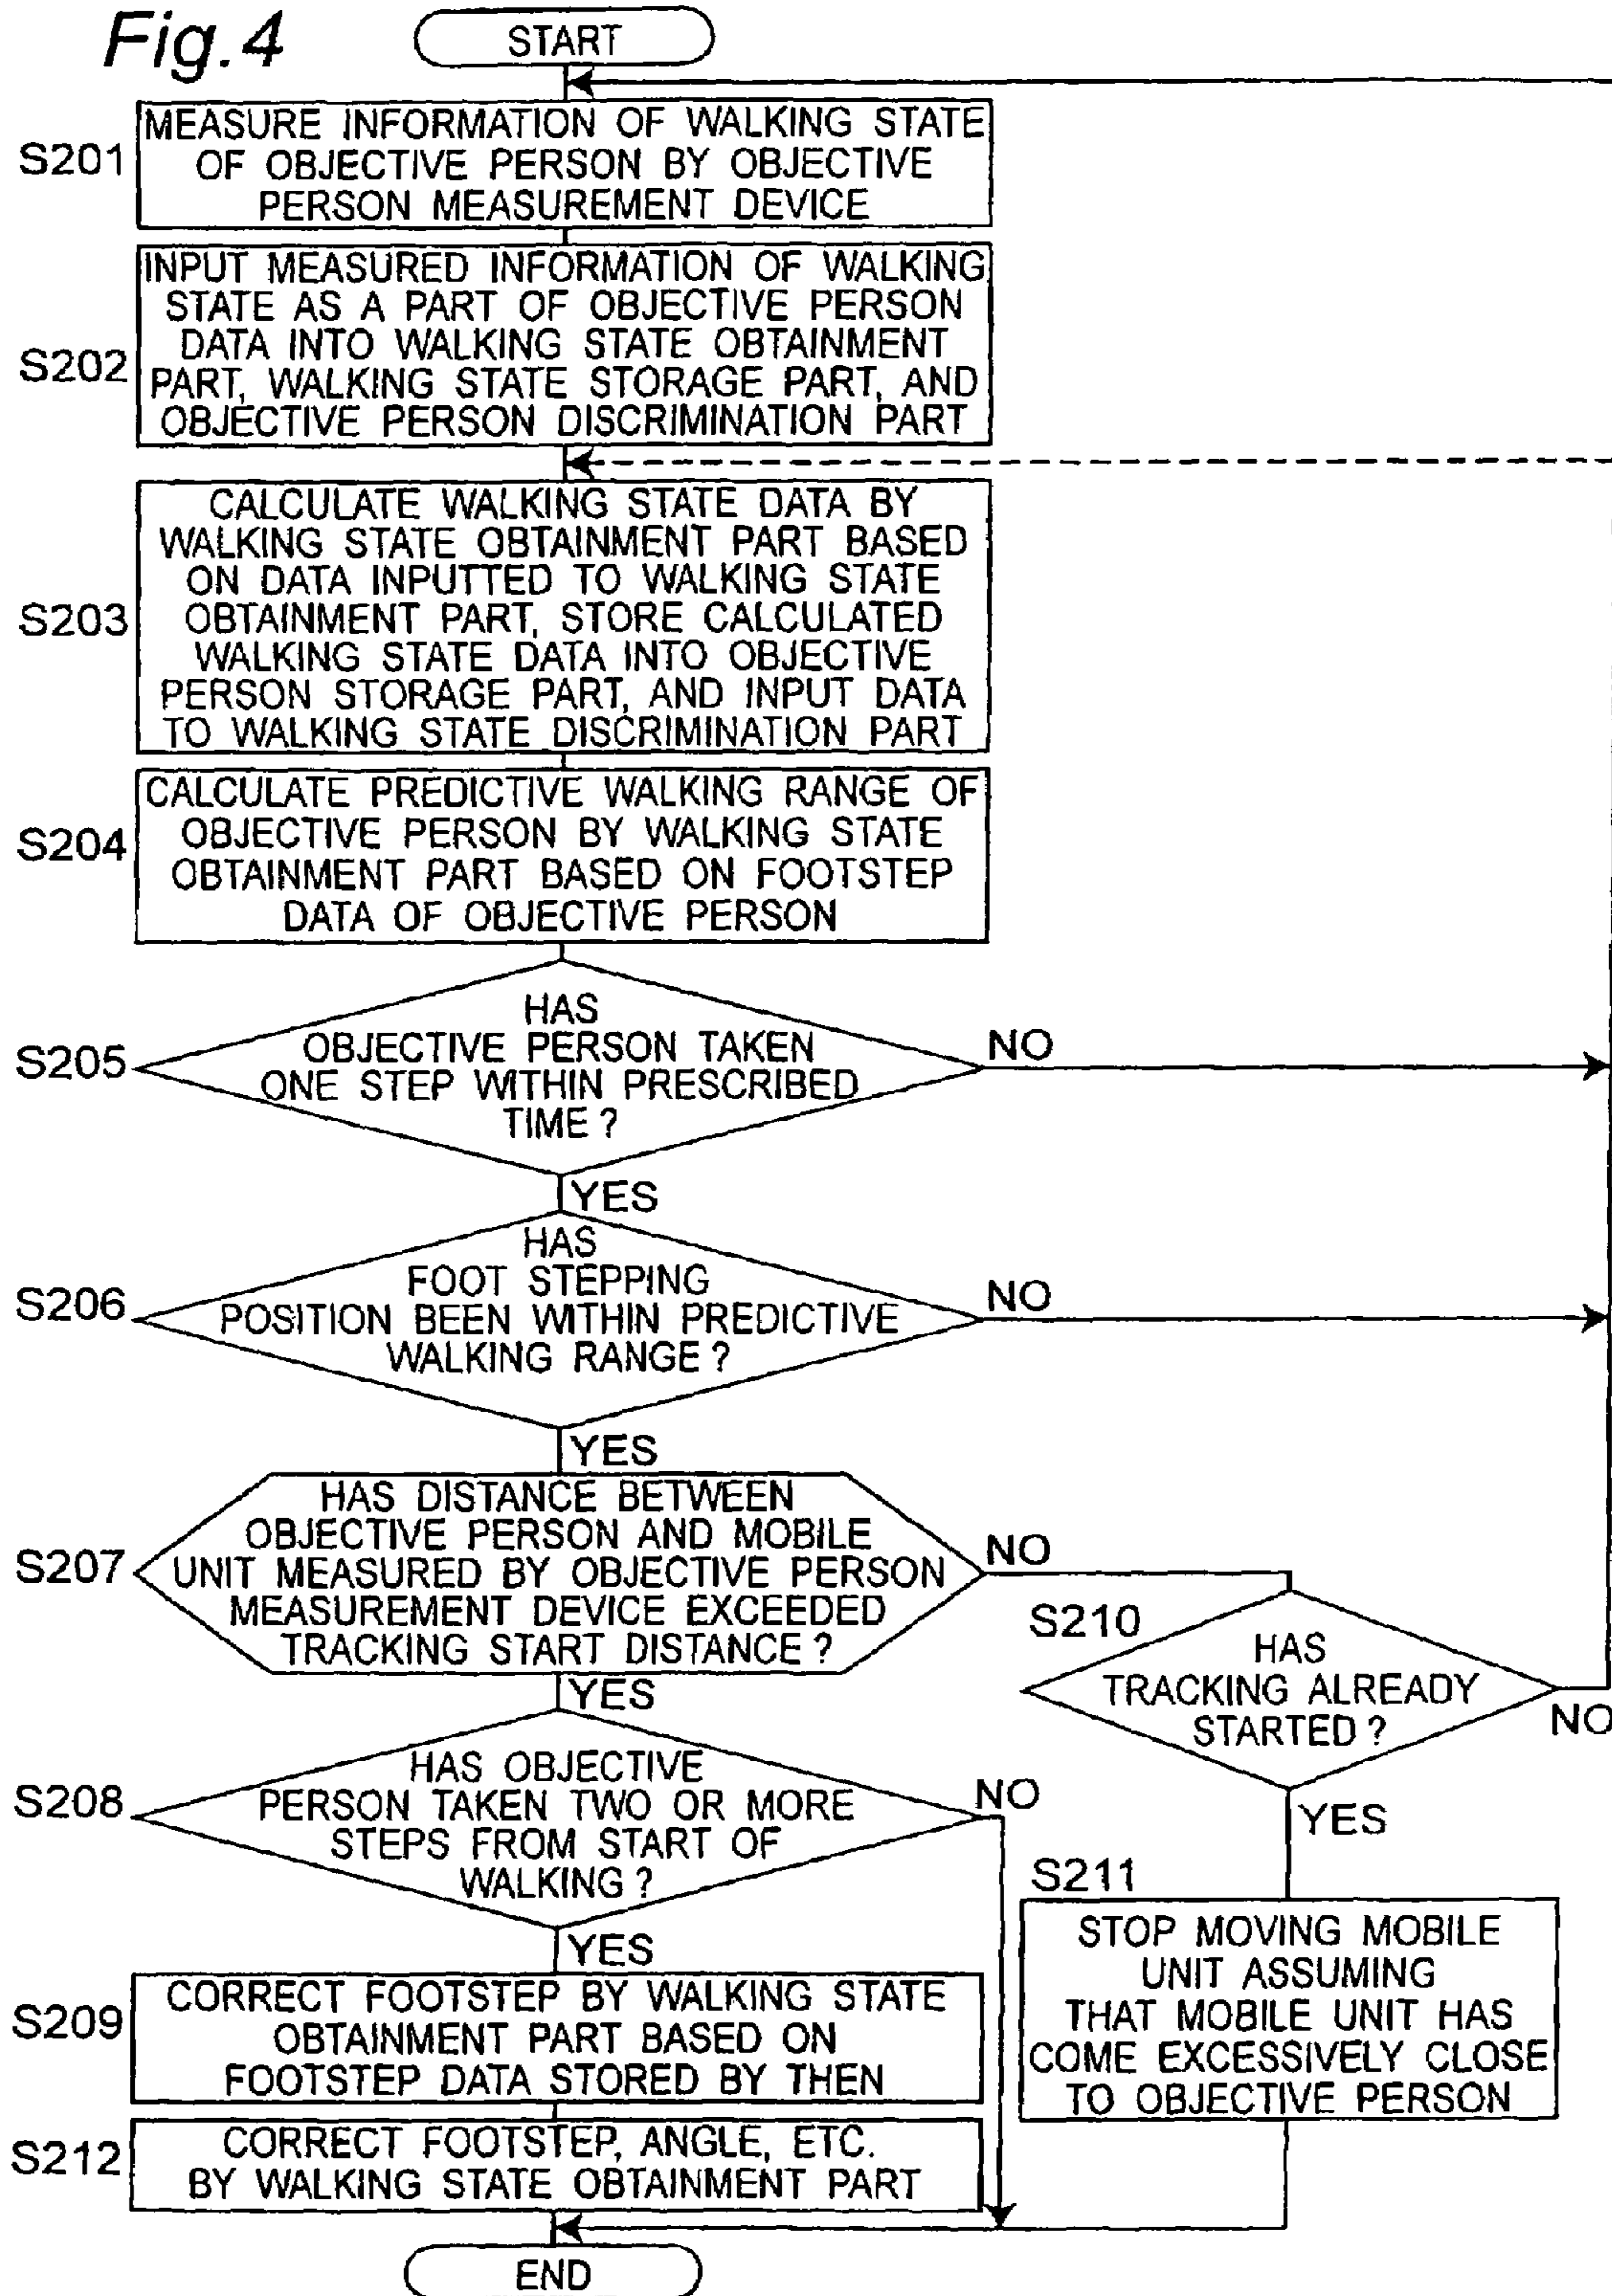 Fig.4
START
S201
MEASURE INFORMATION OF WALKING STATE
OF OBJECTIVE PERSON BY OBJECTIVE
PERSON MEASUREMENT DEVICE
S202
INPUT MEASURED INFORMATION OF WALKING
STATE AS A PART OF OBJECTIVE PERSON
DATA INTO WALKING STATE OBTAINMENT
PART, WALKING STATE STORAGE PART, AND
OBJECTIVE PERSON DISCRIMINATION PART
S203
CALCULATE WALKING STATE DATA BY
WALKING STATE OBTAINMENT PART BASED
ON DATA INPUTTED TO WALKING STATE
OBTAINMENT PART, STORE CALCULATED
WALKING STATE DATA INTO OBJECTIVE
PERSON STORAGE PART, AND INPUT DATA
TO WALKING STATE DISCRIMINATION PART
S204
CALCULATE PREDICTIVE WALKING RANGE OF
OBJECTIVE PERSON BY WALKING STATE
OBTAINMENT PART BASED ON FOOTSTEP
DATA OF OBJECTIVE PERSON
S205
HAS
OBJECTIVE PERSON TAKEN
ONE STEP WITHIN PRESCRIBED
TIME ?
NO
YES
S206
HAS
FOOT STEPPING
POSITION BEEN WITHIN PREDICTIVE
WALKING RANGE ?
NO
YES
S207
HAS DISTANCE BETWEEN
OBJECTIVE PERSON AND MOBILE
UNIT MEASURED BY OBJECTIVE PERSON
MEASUREMENT DEVICE EXCEEDED
TRACKING START DISTANCE ?
NO
YES
S210
HAS
TRACKING ALREADY
STARTED ?
NO
YES
S208
HAS OBJECTIVE
PERSON TAKEN TWO OR MORE
STEPS FROM START OF
WALKING ?
NO
YES
S211
STOP MOVING MOBILE
UNIT ASSUMING
THAT MOBILE UNIT HAS
COME EXCESSIVELY CLOSE
TO OBJECTIVE PERSON
S209
CORRECT FOOTSTEP BY WALKING STATE
OBTAINMENT PART BASED ON
FOOTSTEP DATA STORED BY THEN
S212
CORRECT FOOTSTEP, ANGLE, ETC.
BY WALKING STATE OBTAINMENT PART
END